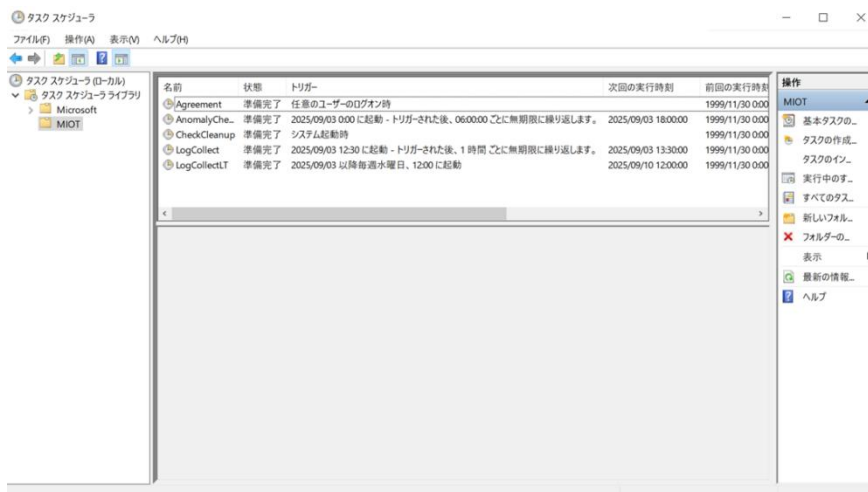 タスク スケジューラ
ファイル(F) 操作(A) 表示(V) ヘルプ(H)
タスク スケジューラ (ローカル)
タスク スケジューラ ライブラリ
Microsoft
MIOT
名前 状態 トリガー 次回の実行時刻 前回の実行時刻
Agreement 準備完了 任意のユーザーのログオン時 1999/11/30 0:00
AnomalyChe... 準備完了 2025/09/03 0:00 に起動 - トリガーされた後、06:00:00 ごとに無期限に繰り返します。 2025/09/03 18:00:00 1999/11/30 0:00
CheckCleanup 準備完了 システム起動時 1999/11/30 0:00
LogCollect 準備完了 2025/09/03 12:30 に起動 - トリガーされた後、1 時間 ごとに無期限に繰り返します。 2025/09/03 13:30:00 1999/11/30 0:00
LogCollectLT 準備完了 2025/09/03 以降毎週水曜日、12:00 に起動 2025/09/10 12:00:00 1999/11/30 0:00
操作
MIOT
基本タスクの...
タスクの作成...
タスクのイン...
実行中のす...
すべてのタス...
新しいフォル...
フォルダーの...
表示
最新の情報...
ヘルプ